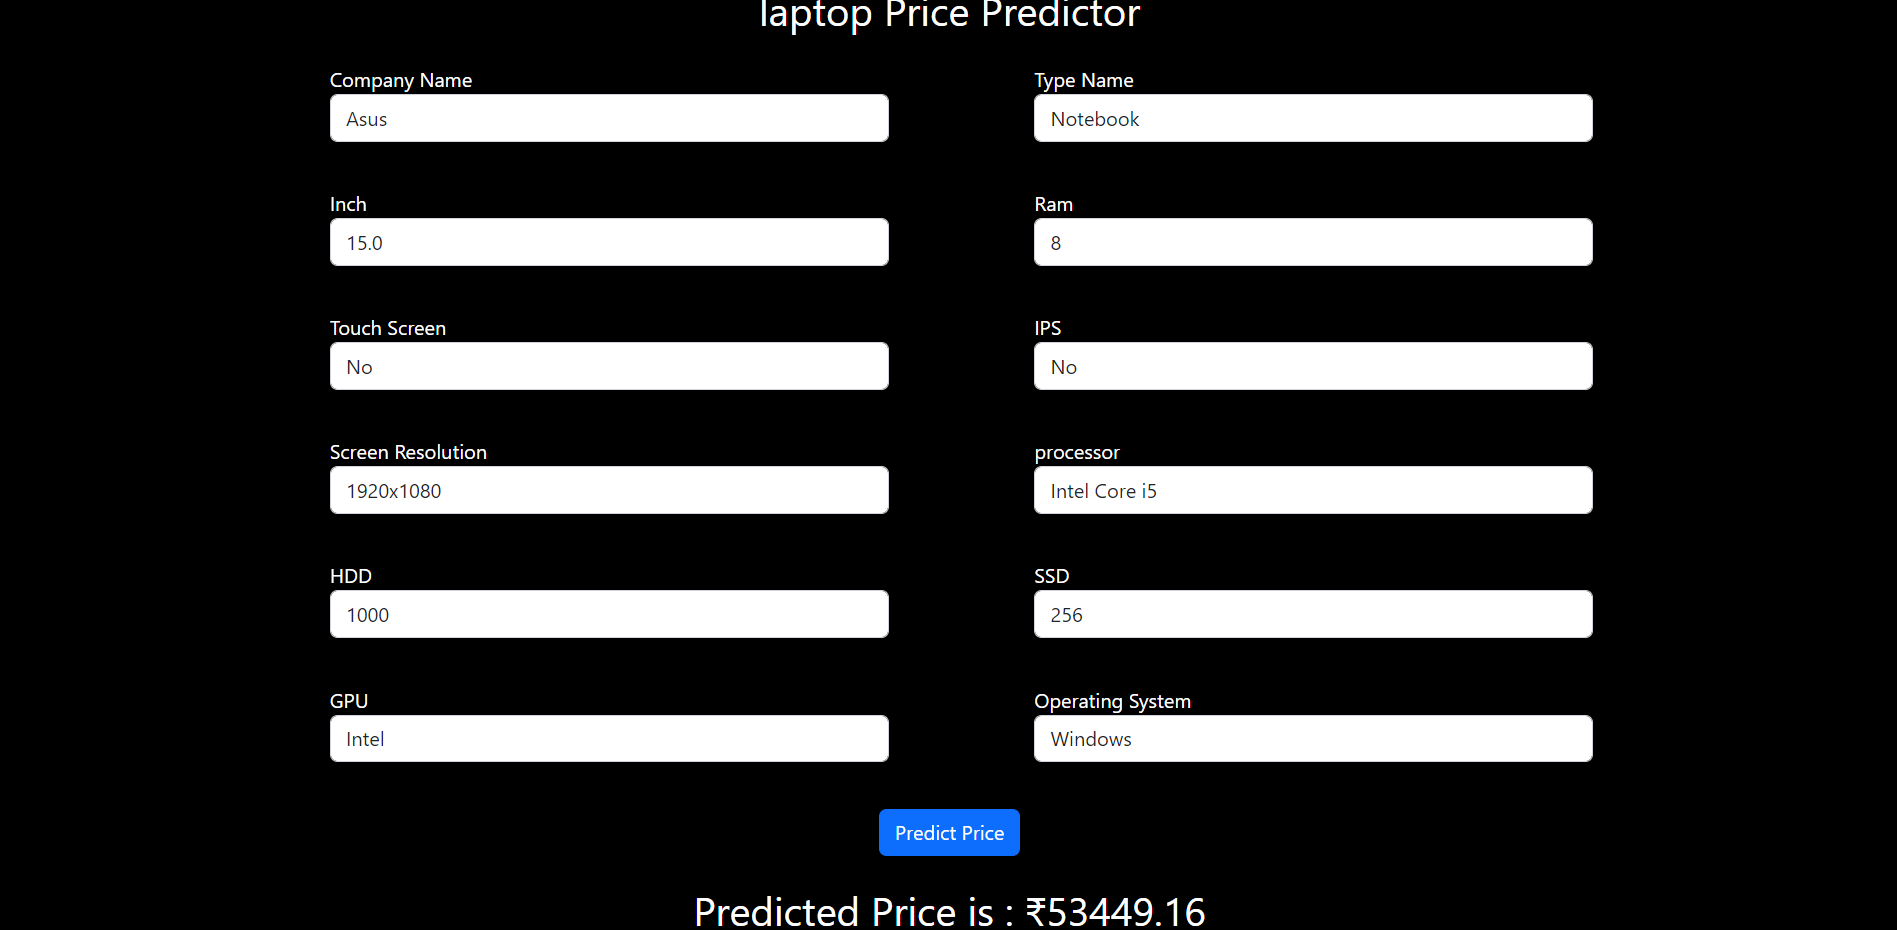 laptop Price Predictor
Company Name
Asus
Type Name
Notebook
Inch
15.0
Ram
8
Touch Screen
No
IPS
No
Screen Resolution
1920x1080
processor
Intel Core i5
HDD
1000
SSD
256
GPU
Intel
Operating System
Windows
Predict Price
Predicted Price is : ₹53449.16